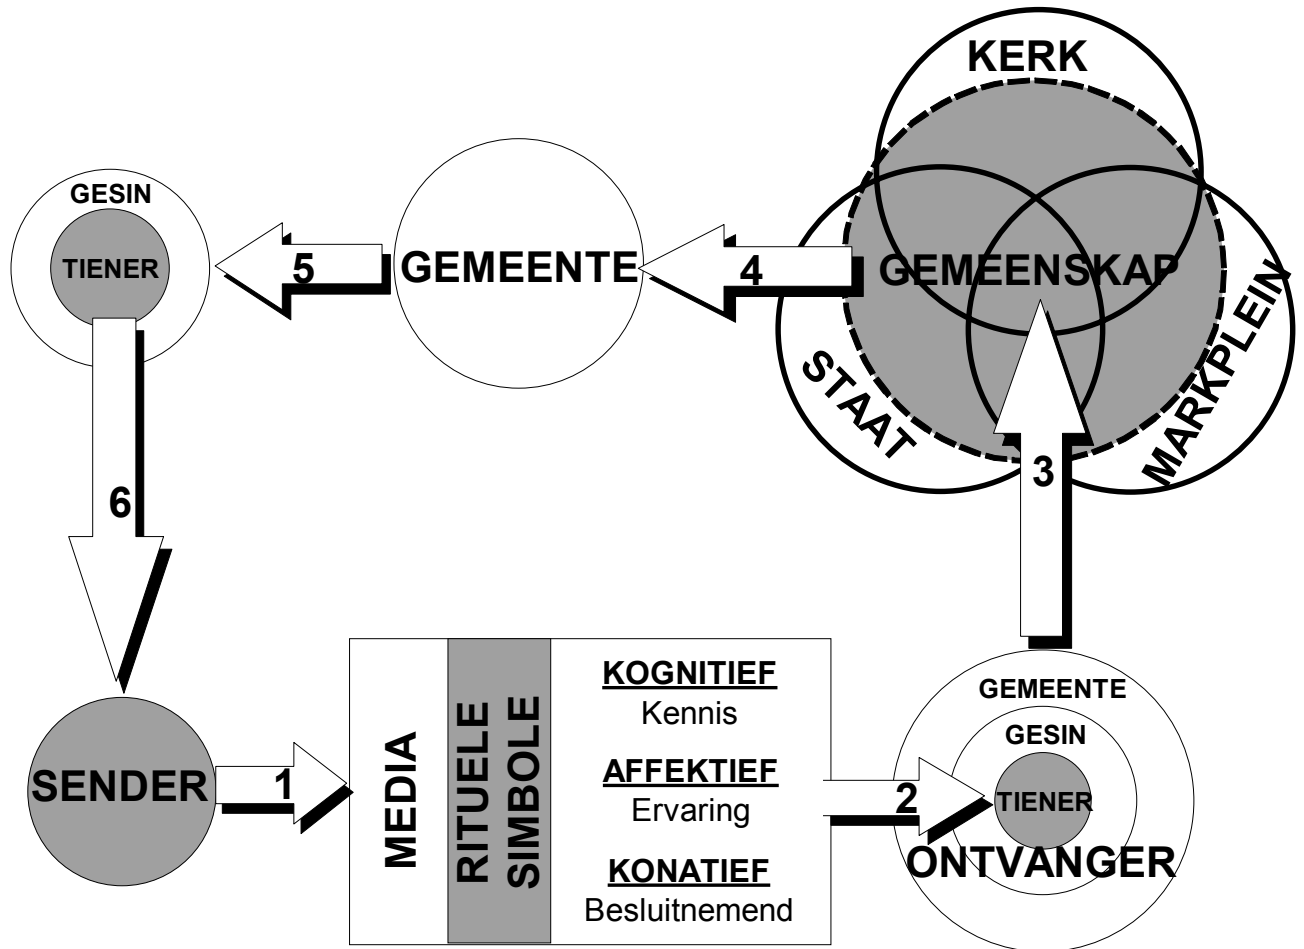 KERK
GESIN
TIENER
5
GEMEENTE
4
GEMEENSKAP
STAAT
MARKPLEIN
3
6
SENDER
1
MEDIA
RITUELE
SIMBOLE
KOGNITIEF
Kennis
AFFEKTIEF
Ervaring
KONATIEF
Besluitnemend
2
GEMEENTE
GESIN
TIENER
ONTVANGER